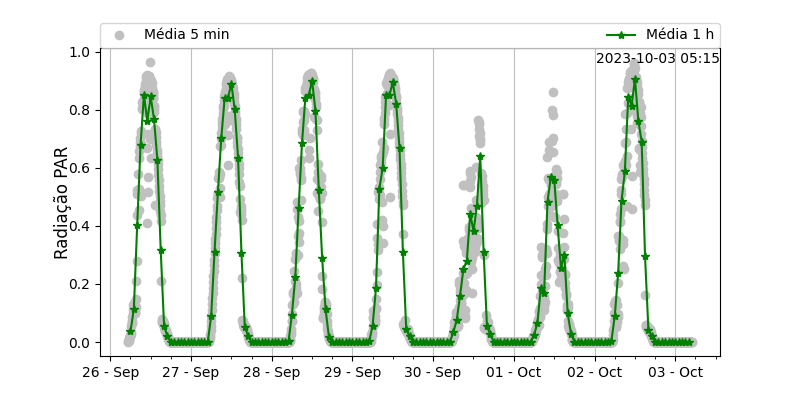 Média 5 min
Média 1 h
2023-10-03 05:15
Radiação PAR
1.0
0.8
0.6
0.4
0.2
0.0
26 - Sep
27 - Sep
28 - Sep
29 - Sep
30 - Sep
01 - Oct
02 - Oct
03 - Oct